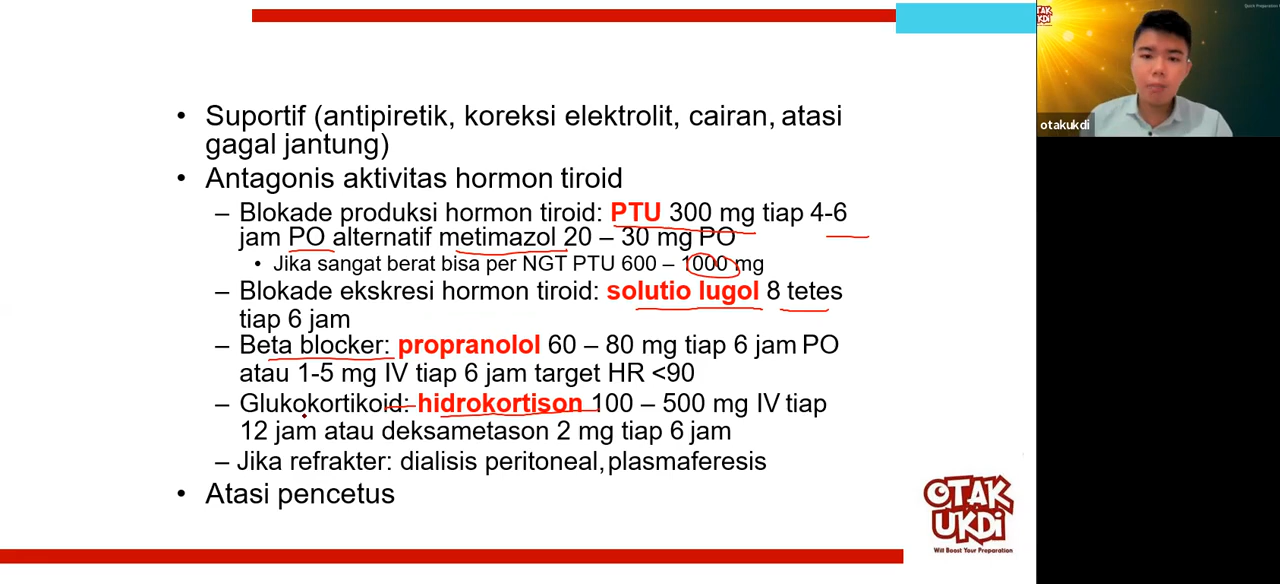 • Suportif (antipiretik, koreksi elektrolit, cairan, atasi
gagal jantung)
• Antagonis aktivitas hormon tiroid
– Blokade produksi hormon tiroid: PTU 300 mg tiap 4-6
jam PO alternatif metimazol 20 – 30 mg PO
• Jika sangat berat bisa per NGT PTU 600 – 1000 mg
– Blokade ekskresi hormon tiroid: solutio lugol 8 tetes
tiap 6 jam
– Beta blocker: propranolol 60 – 80 mg tiap 6 jam PO
atau 1-5 mg IV tiap 6 jam target HR <90
– Glukokortikoid: hidrokortison 100 – 500 mg IV tiap
12 jam atau deksametason 2 mg tiap 6 jam
– Jika refrakter: dialisis peritoneal, plasmaferesis
• Atasi pencetus
OTAK
UKDi
Will Boost Your Preparation
OTAK
UKDi
otakukdi